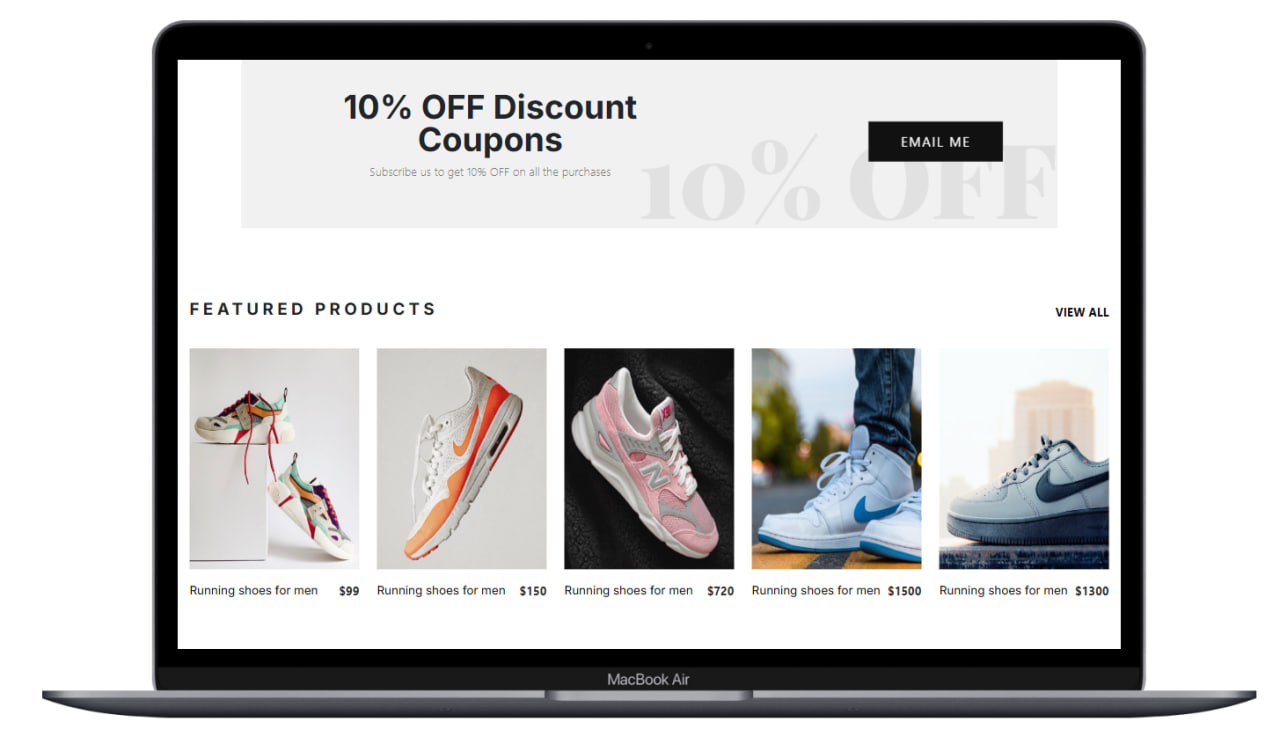 10% OFF Discount
Coupons
Subscribe us to get 10% OFF on all the purchases
EMAIL ME
10% OFF
FEATURED PRODUCTS
VIEW ALL
N
Running shoes for men $99
Running shoes for men $150
Running shoes for men $720
Running shoes for men $1500
Running shoes for men $1300
MacBook Air